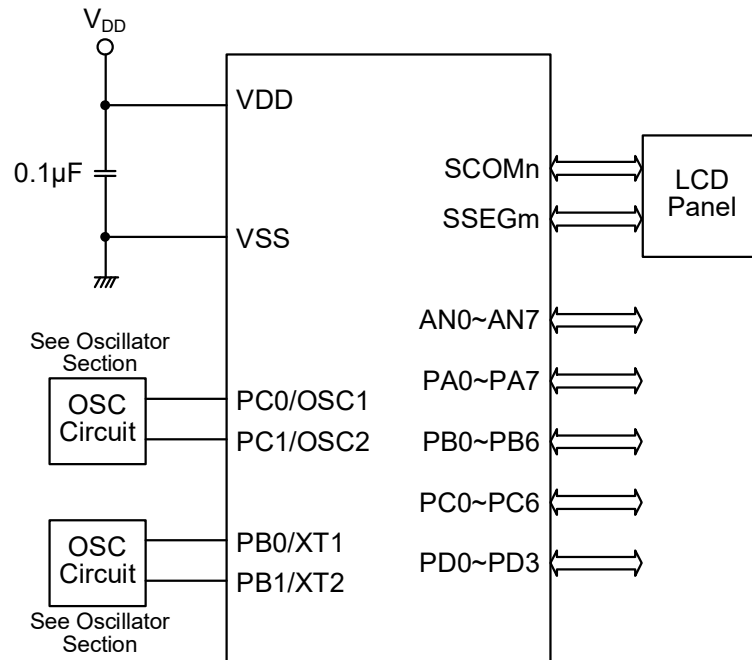 VDD
VDD
0.1µF
VSS
SCOMn
SSEGm
LCD
Panel
AN0~AN7
PA0~PA7
PB0~PB6
PC0~PC6
PD0~PD3
See Oscillator
Section
OSC
Circuit
PC0/OSC1
PC1/OSC2
OSC
Circuit
PB0/XT1
PB1/XT2
See Oscillator
Section